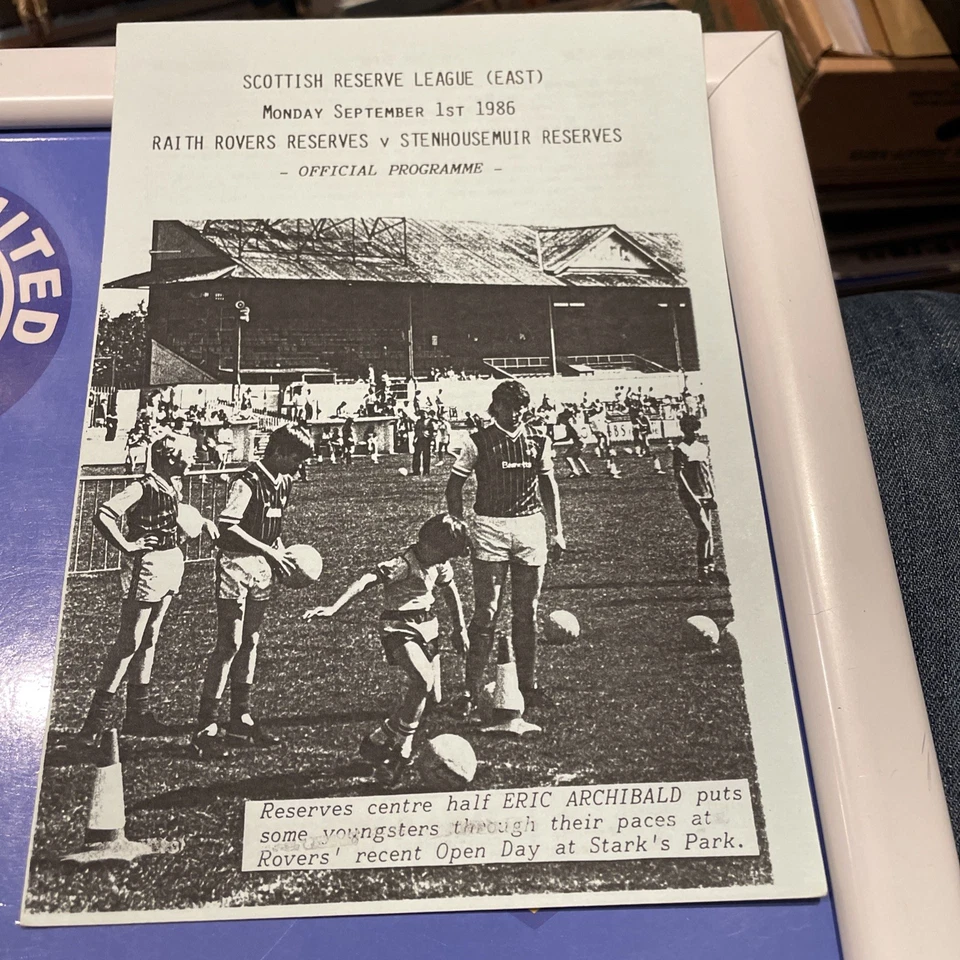 SCOTTISH RESERVE LEAGUE (EAST)
MONDAY SEPTEMBER 1ST 1986
RAITH ROVERS RESERVES v STENHOUSEMUIR RESERVES
- OFFICIAL PROGRAMME -
ITED
Reserves centre half ERIC ARCHIBALD puts
some youngsters through their paces at
Rovers' recent Open Day at Stark's Park.